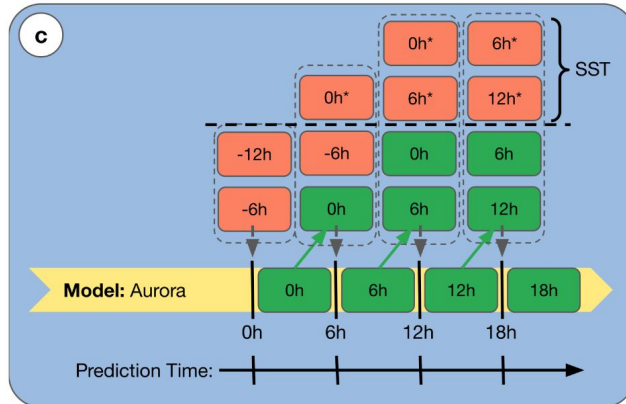 c
0h* 6h*
SST
0h* 6h* 12h*
-12h -6h 0h 6h
-6h 0h 6h 12h
Model: Aurora 0h 6h 12h 18h
0h 6h 12h 18h
Prediction Time: